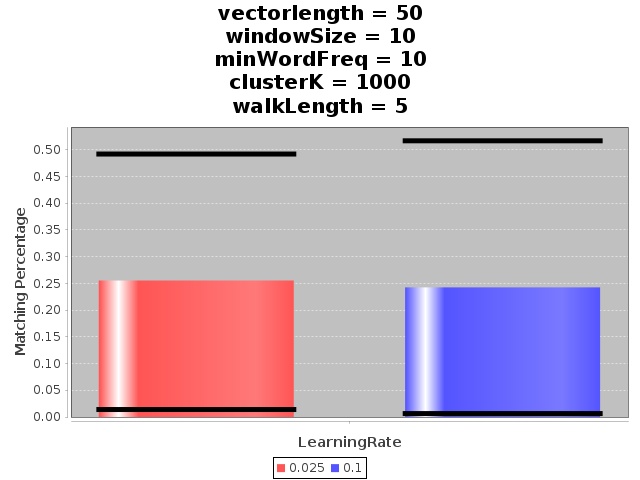 vectorlength = 50
windowSize = 10
minWordFreq = 10
clusterK = 1000
walkLength = 5
0.50
0.45
0.40
0.35
0.30
0.25
0.20
0.15
0.10
0.05
0.00
Matching Percentage
LearningRate
0.025 0.1